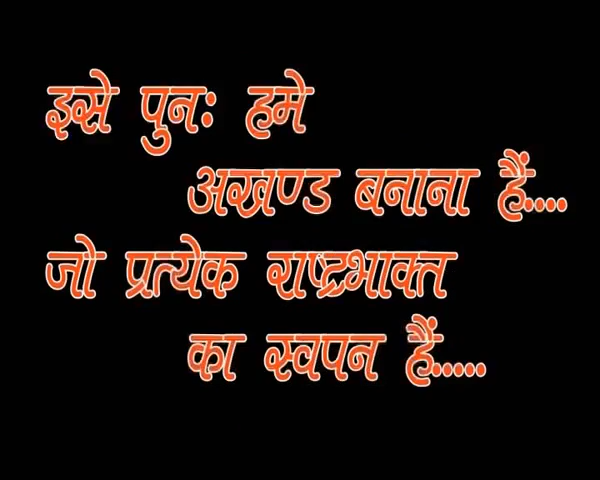 इसे पुनः हमे
अखण्ड बनाना हैं....
जो प्रत्येक राष्ट्रभाक्त
का स्वपन हैं.....